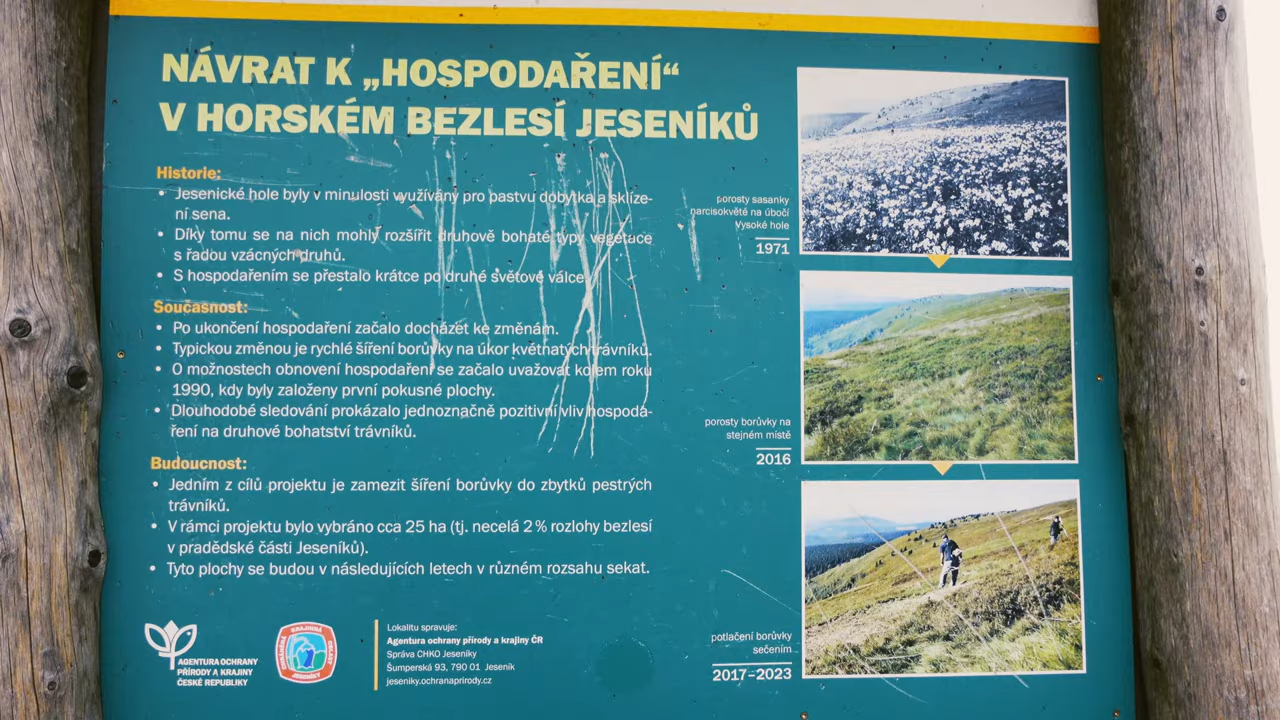 NÁVRAT K „HOSPODAŘENÍ“
V HORSKÉM BEZLESÍ JESENÍKŮ
Historie:
• Jesenické hole byly v minulosti využívány pro pastvu dobytka a sklize-
ní sena.
• Díky tomu se na nich mohly rozšířit druhově bohaté typy vegetace
s řadou vzácných druhů.
• S hospodařením se přestalo krátce po druhé světové válce.
Současnost:
• Po ukončení hospodaření začalo docházet ke změnám.
• Typickou změnou je rychlé šíření borůvky na úkor květnatých trávníků.
• O možnostech obnovení hospodaření se začalo uvažovat kolem roku
1990, kdy byly založeny první pokusné plochy.
• Dlouhodobé sledování prokázalo jednoznačně pozitivní vliv hospoda-
ření na druhové bohatství trávníků.
Budoucnost:
• Jedním z cílů projektu je zamezit šíření borůvky do zbytků pestrých
trávníků.
• V rámci projektu bylo vybráno cca 25 ha (tj. necelá 2 % rozlohy bezlesí
v pradědské části Jeseníků).
• Tyto plochy se budou v následujících letech v různém rozsahu sekat.
porosty sasanky
narcisokvěté na úbočí
Vysoké hole
1971
porosty borůvky na
stejném místě
2016
potlačení borůvky
sečením
2017–2023
AGENTURA OCHRANY
PŘÍRODY A KRAJINY
ČESKÉ REPUBLIKY
CHRÁNĚNÁ KRAJINNÁ OBLAST
JESENÍKY
Lokalitu spravuje:
Agentura ochrany přírody a krajiny ČR
Správa CHKO Jeseníky
Šumperská 93, 790 01 Jeseník
jeseniky.ochranaprirody.cz